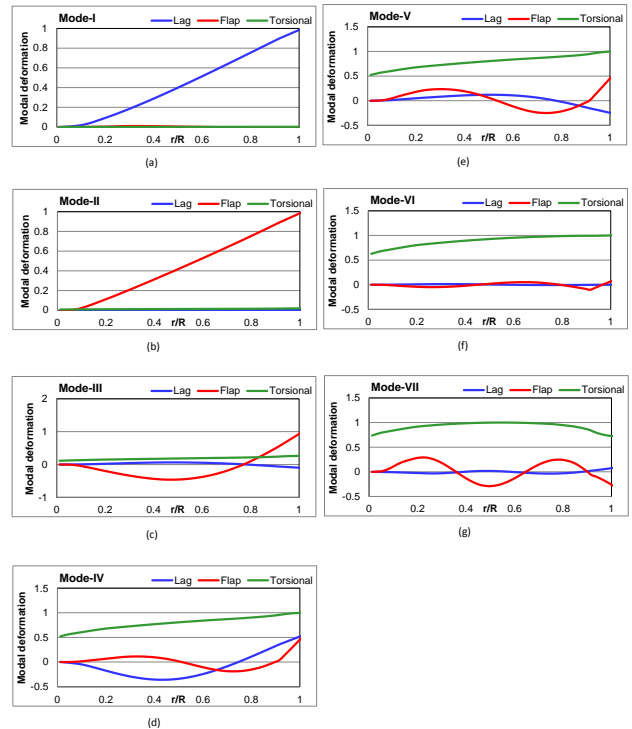 Mode-I
Lag Flap Torsional
Modal deformation
1
0.8
0.6
0.4
0.2
0
0 0.2 0.4 r/R 0.6 0.8 1
(a)
Mode-II
Lag Flap Torsional
Modal deformation
1
0.8
0.6
0.4
0.2
0
0 0.2 0.4 r/R 0.6 0.8 1
(b)
Mode-III
Lag Flap Torsional
Modal deformation
2
1
0
-1
0 0.2 0.4 r/R 0.6 0.8 1
(c)
Mode-IV
Lag Flap Torsional
Modal deformation
1.5
1
0.5
0
-0.5
0 0.2 0.4 r/R 0.6 0.8 1
(d)
Mode-V
Lag Flap Torsional
Modal deformation
1.5
1
0.5
0
-0.5
0 0.2 0.4 r/R 0.6 0.8 1
(e)
Mode-VI
Lag Flap Torsional
Modal deformation
1.5
1
0.5
0
-0.5
0 0.2 0.4 r/R 0.6 0.8 1
(f)
Mode-VII
Lag Flap Torsional
Modal deformation
1.5
1
0.5
0
-0.5
0 0.2 0.4 r/R 0.6 0.8 1
(g)